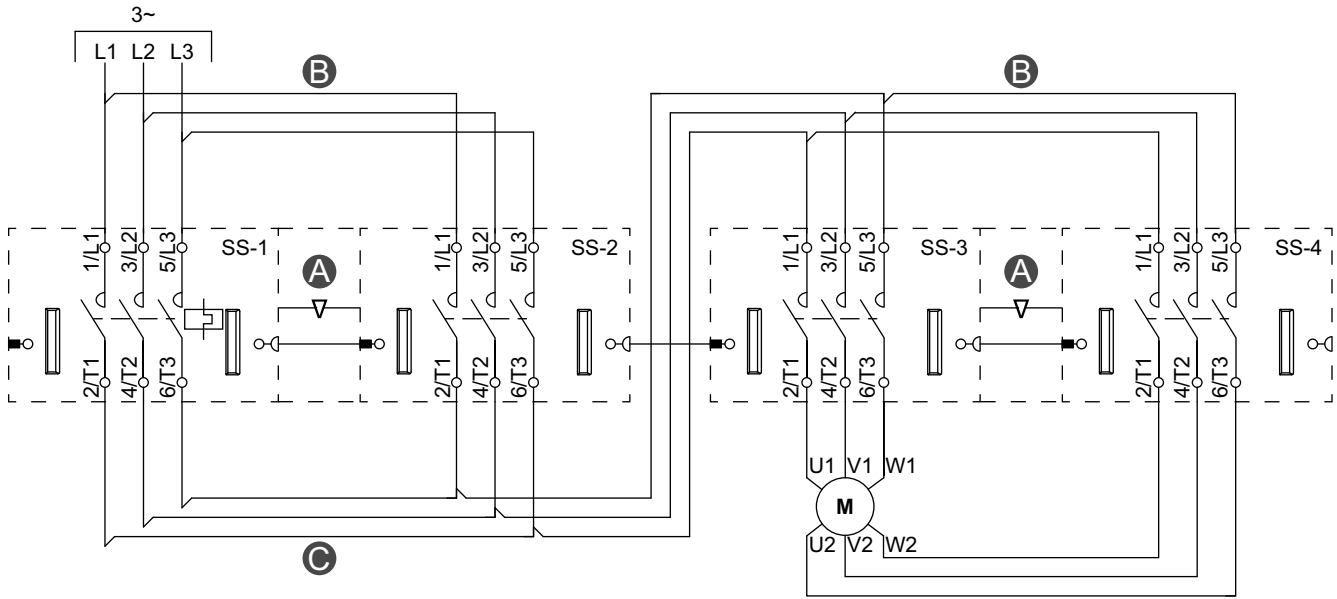 3~
L1 L2 L3
B B
1/L1 3/L2 5/L3 SS-1 1/L1 3/L2 5/L3 SS-2 1/L1 3/L2 5/L3 SS-3 1/L1 3/L2 5/L3 SS-4
A A
2/T1 4/T2 6/T3 2/T1 4/T2 6/T3 2/T1 4/T2 6/T3 2/T1 4/T2 6/T3
U1 V1 W1
M
U2 V2 W2
C